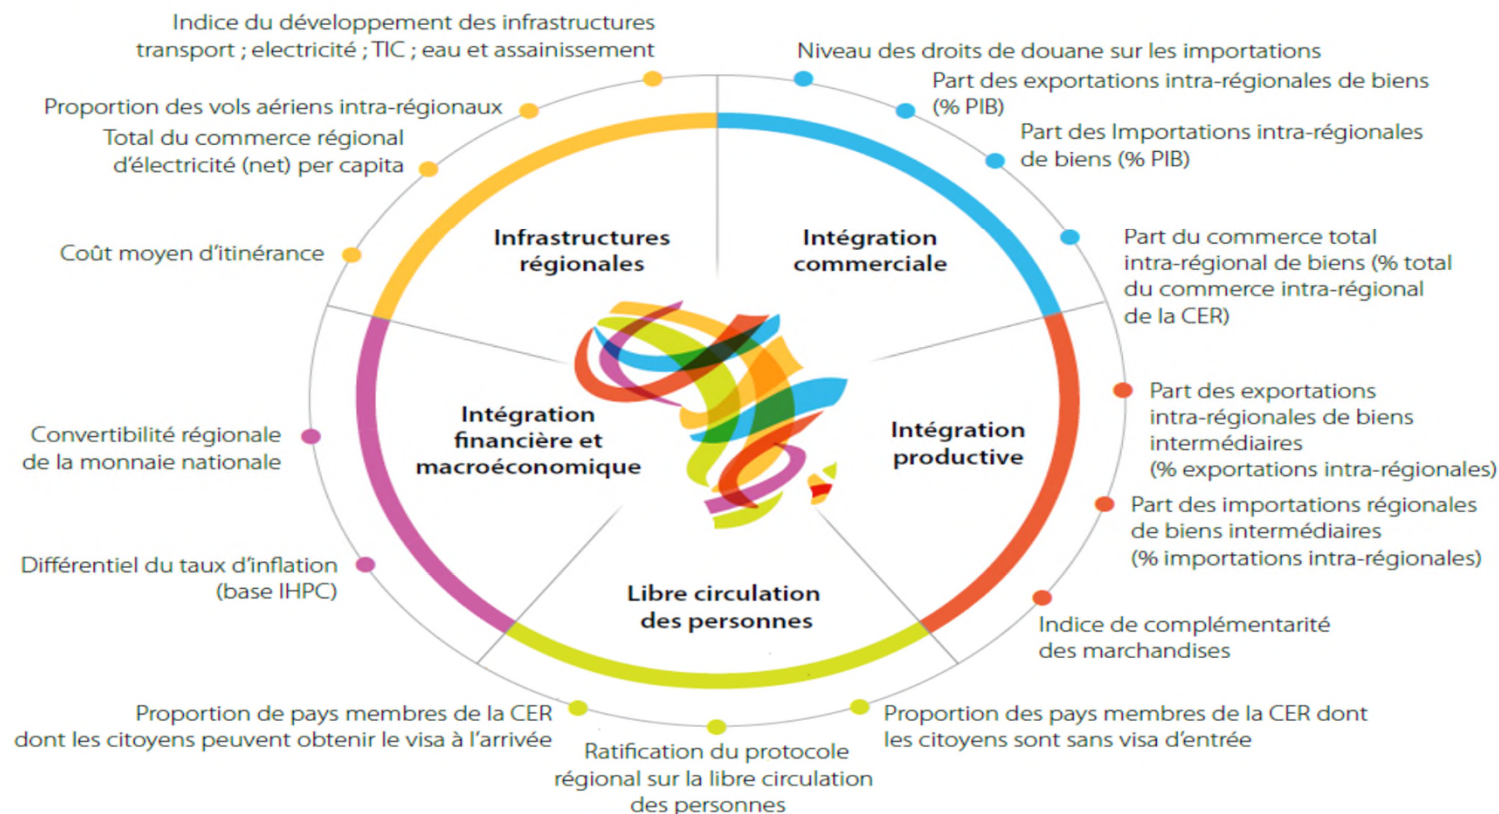 Indice du développement des infrastructures
transport ; electricité ; TIC ; eau et assainissement
Proportion des vols aériens intra-régionaux
Total du commerce régional
d'électricité (net) per capita
Coût moyen d'itinérance
Niveau des droits de douane sur les importations
Part des exportations intra-régionales de biens
(% PIB)
Part des Importations intra-régionales
de biens (% PIB)
Part du commerce total
intra-régional de biens (% total
du commerce intra-régional
de la CER)
Infrastructures
régionales
Intégration
commerciale
Intégration
financière et
macroéconomique
Intégration
productive
Libre circulation
des personnes
Convertibilité régionale
de la monnaie nationale
Différentiel du taux d'inflation
(base IHPC)
Part des exportations
intra-régionales de biens
intermédiaires
(% exportations intra-régionales)
Part des importations régionales
de biens intermédiaires
(% importations intra-régionales)
Indice de complémentarité
des marchandises
Proportion de pays membres de la CER
dont les citoyens peuvent obtenir le visa à l'arrivée
Ratification du protocole
régional sur la libre circulation
des personnes
Proportion des pays membres de la CER dont
les citoyens sont sans visa d'entrée